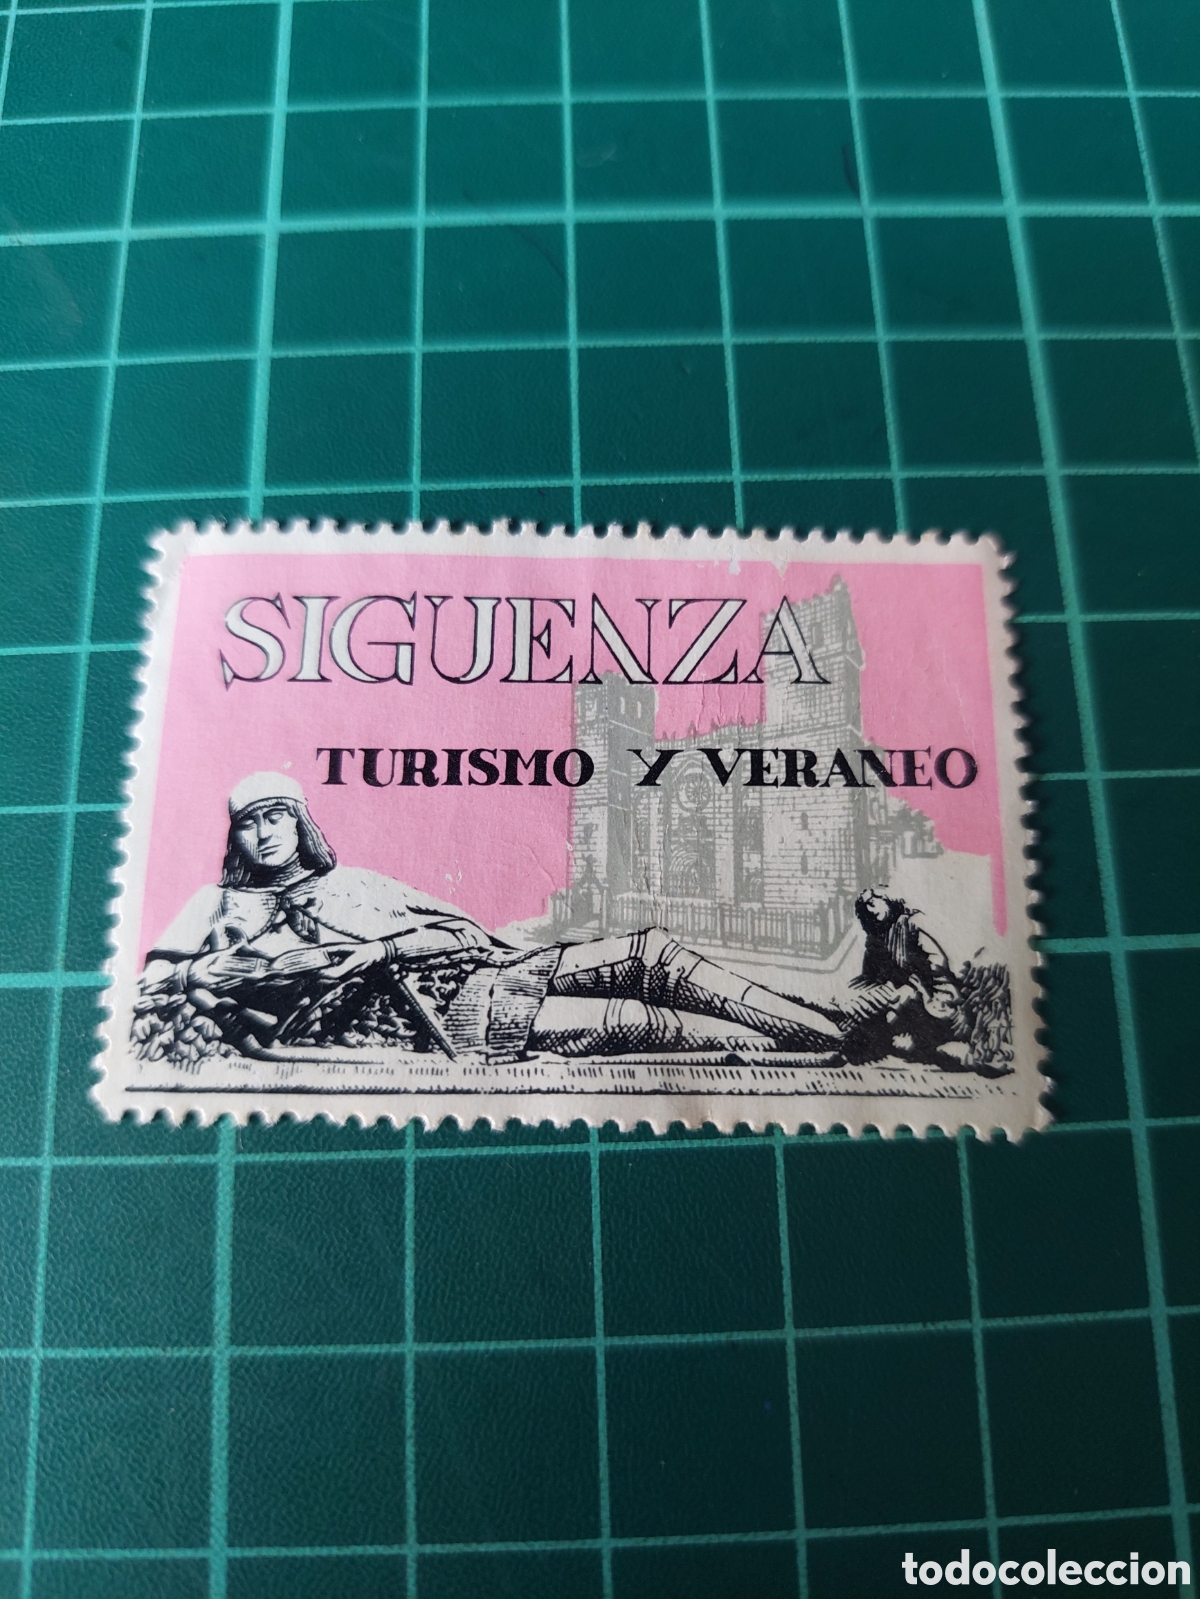 SIGUENZA
TURISMO Y VERANEO
todocoleccion